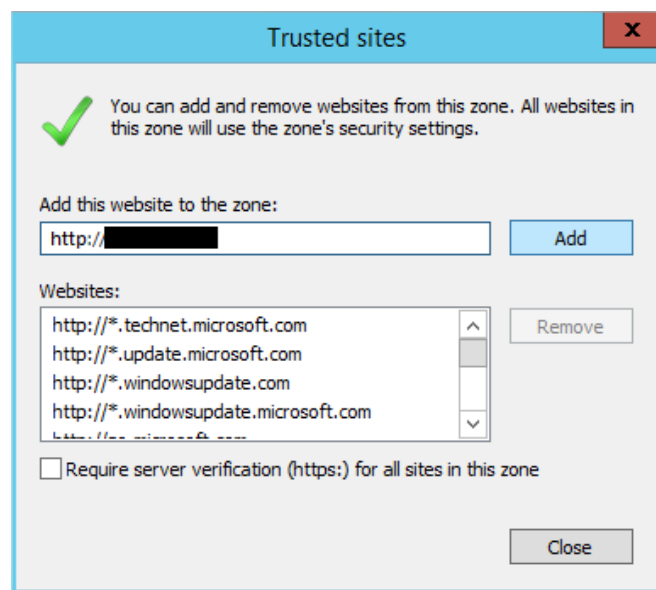 Trusted sites
x
You can add and remove websites from this zone. All websites in
this zone will use the zone's security settings.
Add this website to the zone:
http://
Add
Websites:
http://*.technet.microsoft.com
Remove
http://*.update.microsoft.com
http://*.windowsupdate.com
http://*.windowsupdate.microsoft.com
Require server verification (https:) for all sites in this zone
Close